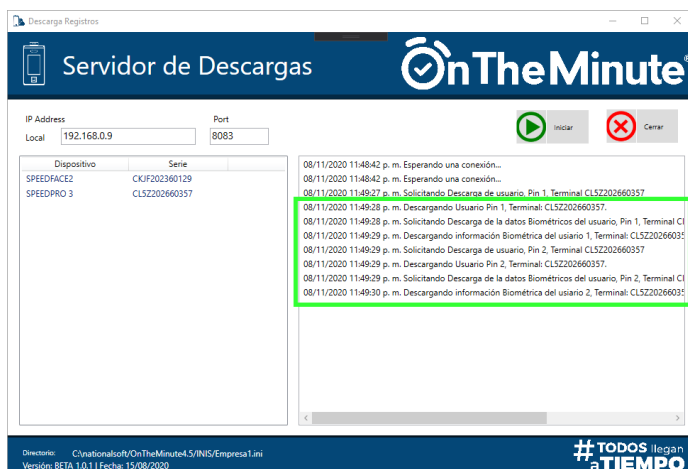 Descarga Registros
Servidor de Descargas
OnTheMinute®
IP Address
Port
Local 192.168.0.9 8083
Iniciar
Cerrar
Dispositivo Serie
SPEEDFACE2 CKJF202360129
SPEEDPRO 3 CL5Z202660357
08/11/2020 11:48:42 p. m. Esperando una conexión...
08/11/2020 11:48:42 p. m. Esperando una conexión...
08/11/2020 11:49:27 p. m. Solicitando Descarga de usuario, Pin 1, Terminal CL5Z202660357
08/11/2020 11:49:28 p. m. Descargando Usuario Pin 1, Terminal: CL5Z202660357.
08/11/2020 11:49:28 p. m. Solicitando Descarga de la datos Biométricos del usuario, Pin 1, Terminal CL
08/11/2020 11:49:29 p. m. Descargando información Biométrica del usiario 1, Terminal: CL5Z20266035
08/11/2020 11:49:29 p. m. Solicitando Descarga de usuario, Pin 2, Terminal CL5Z202660357
08/11/2020 11:49:29 p. m. Descargando Usuario Pin 2, Terminal: CL5Z202660357.
08/11/2020 11:49:29 p. m. Solicitando Descarga de la datos Biométricos del usuario, Pin 2, Terminal CL
08/11/2020 11:49:30 p. m. Descargando información Biométrica del usiario 2, Terminal: CL5Z20266035
Directorio: C:\nationalsoft/OnTheMinute4.5/INIS/Empresa1.ini
Versión: BETA 1.0.1 | Fecha: 15/08/2020
#TODOS llegan
aTIEMPO